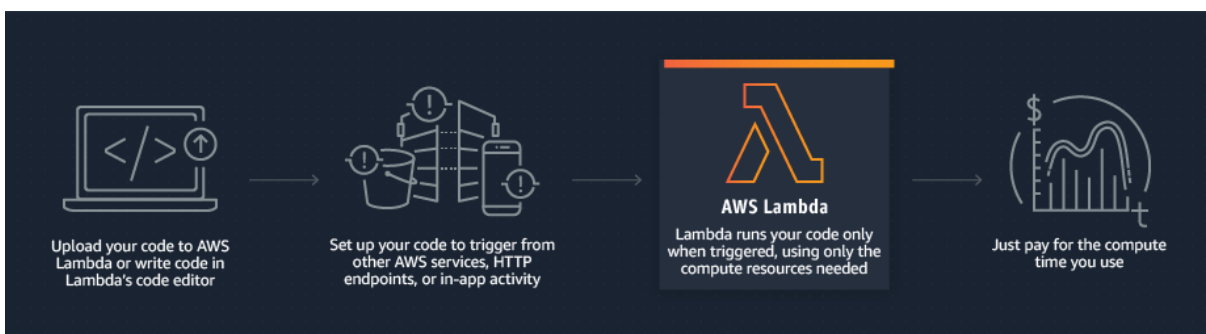 </>
$
t
AWS Lambda
Upload your code to AWS
Lambda or write code in
Lambda's code editor
Set up your code to trigger from
other AWS services, HTTP
endpoints, or in-app activity
Lambda runs your code only
when triggered, using only the
compute resources needed
Just pay for the compute
time you use